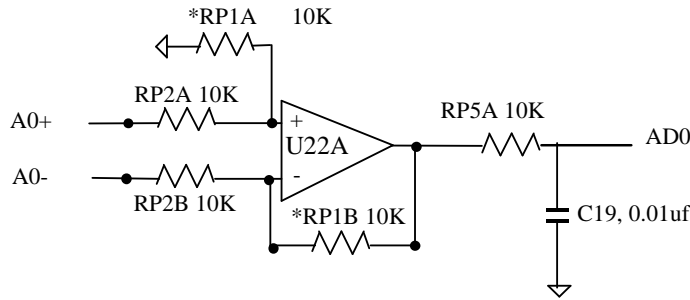 *RP1A 10K
RP2A 10K
RP5A 10K
A0+
+
U22A
AD0
A0-
-
RP2B 10K
*RP1B 10K
C19, 0.01uf